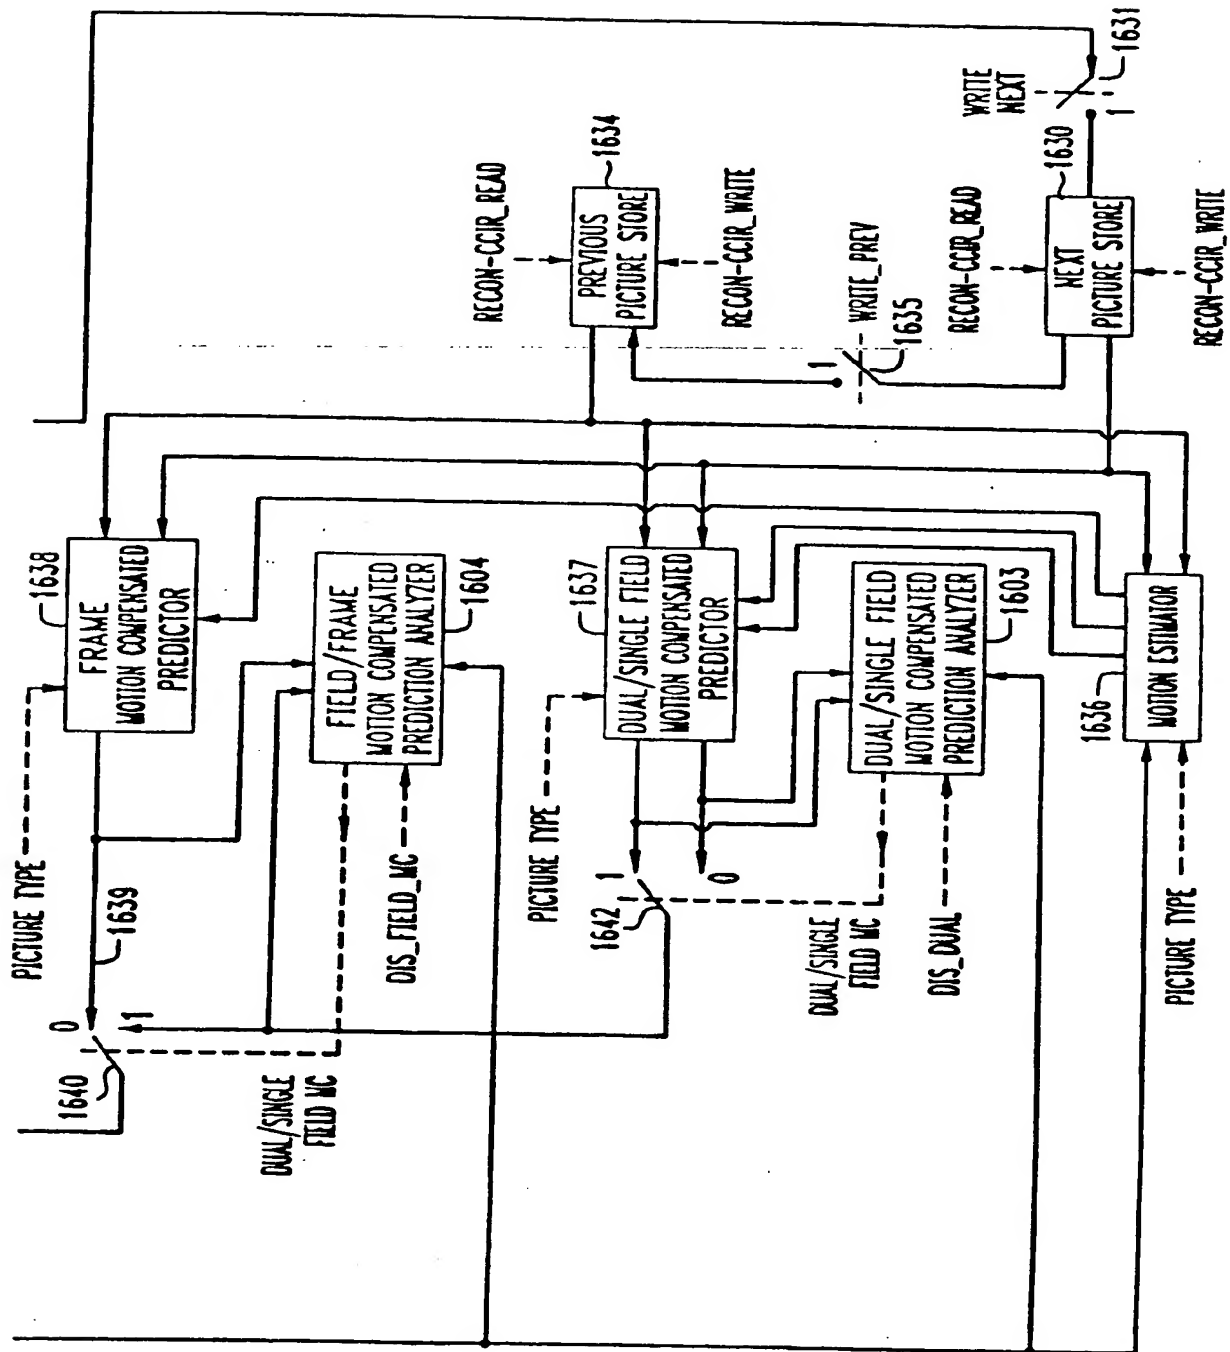 PICTURE TYPE
1639
0
1
1640
DUAL/SINGLE
FIELD MC
1638
FRAME
MOTION COMPENSATED
PREDICTOR
FIELD/FRAME
MOTION COMPENSATED
PREDICTION ANALYZER
1604
DIS_FIELD_MC
PICTURE TYPE
1637
DUAL/SINGLE FIELD
MOTION COMPENSATED
PREDICTOR
1
0
1642
DUAL/SINGLE
FIELD MC
DUAL/SINGLE FIELD
MOTION COMPENSATED
PREDICTION ANALYZER
1603
DIS_DUAL
1636
MOTION ESTIMATOR
PICTURE TYPE
RECON-CCIR_READ
PREVIOUS
PICTURE STORE
1634
RECON-CCIR_WRITE
1
WRITE_PREV
1635
RECON-CCIR_READ
NEXT
PICTURE STORE
1630
RECON-CCIR_WRITE
WRITE
NEXT
1
1631